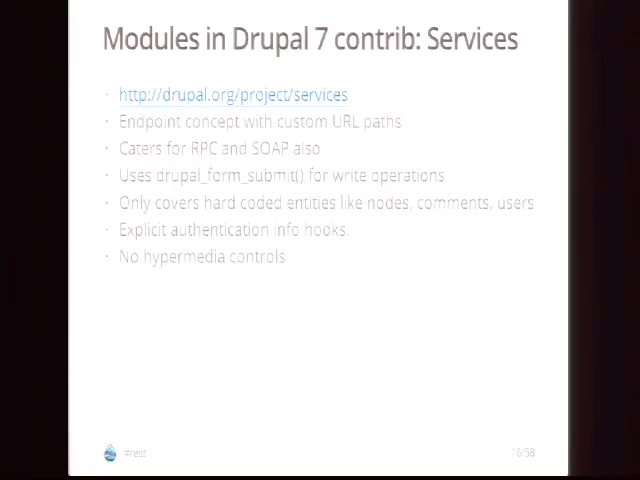 Modules in Drupal 7 contrib: Services
http://drupal.org/project/services
Endpoint concept with custom URL paths
Caters for RPC and SOAP also
Uses drupal_form_submit() for write operations
Only covers hard coded entities like nodes, comments, users
Explicit authentication info hooks.
No hypermedia controls
#rest
16/58